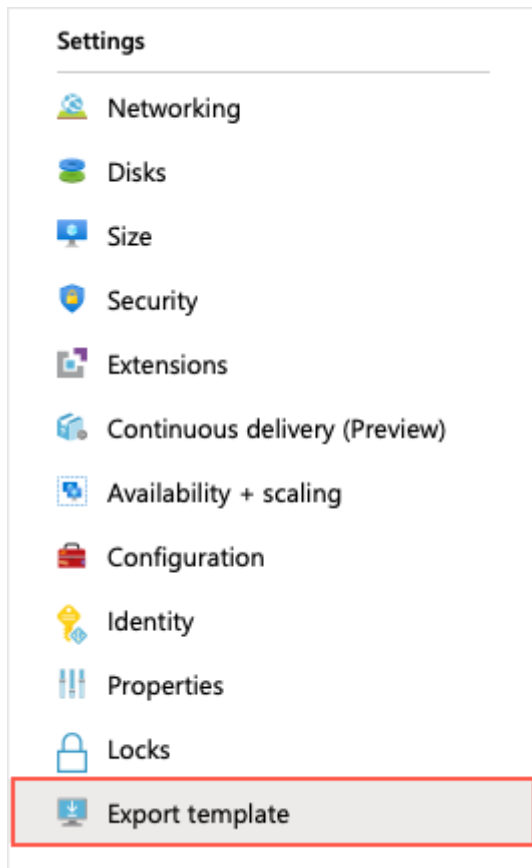 Settings
Networking
Disks
Size
Security
Extensions
Continuous delivery (Preview)
Availability + scaling
Configuration
Identity
Properties
Locks
Export template